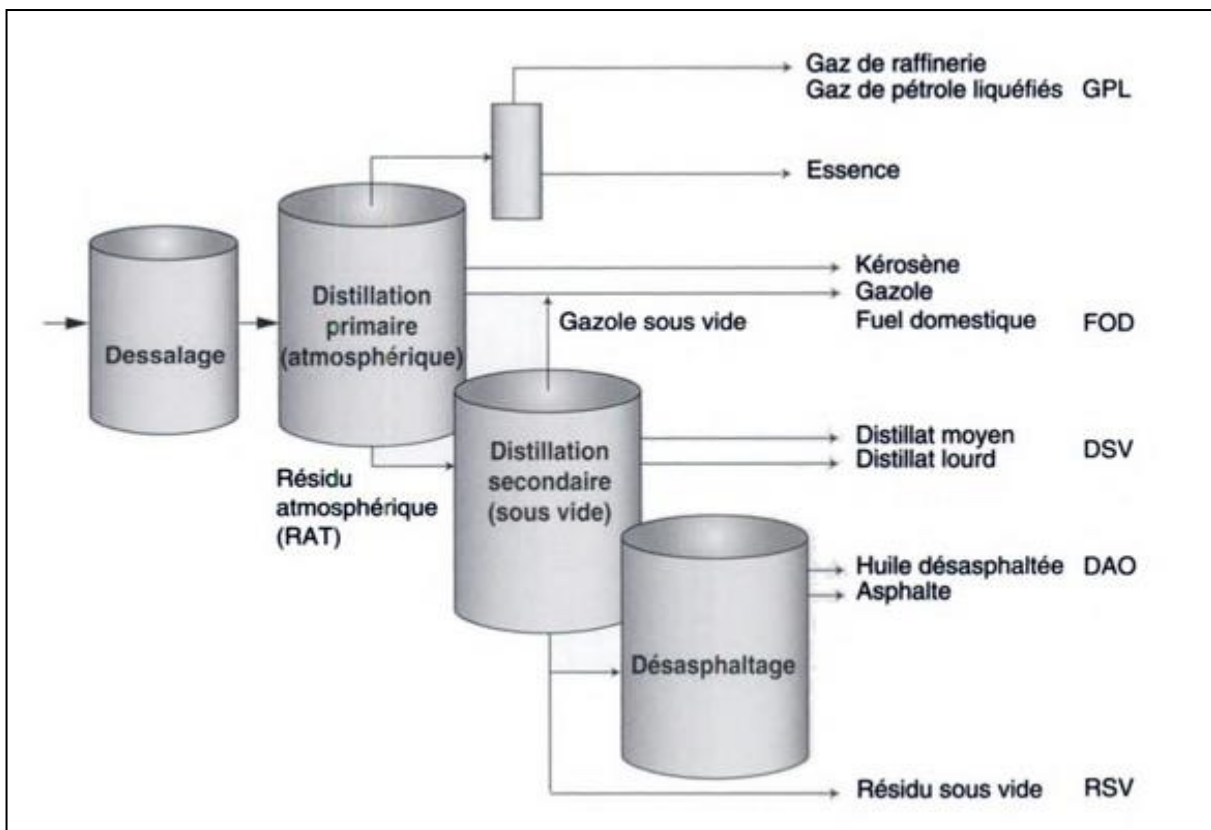 Gaz de raffinerie
Gaz de pétrole liquéfiés GPL
Essence
Dessalage
Distillation
primaire
(atmosphérique)
Kérosène
Gazole
Fuel domestique FOD
Gazole sous vide
Résidu
atmosphérique
(RAT)
Distillation
secondaire
(sous vide)
Distillat moyen
Distillat lourd DSV
Désasphaltage
Huile désasphaltée DAO
Asphalte
Résidu sous vide RSV